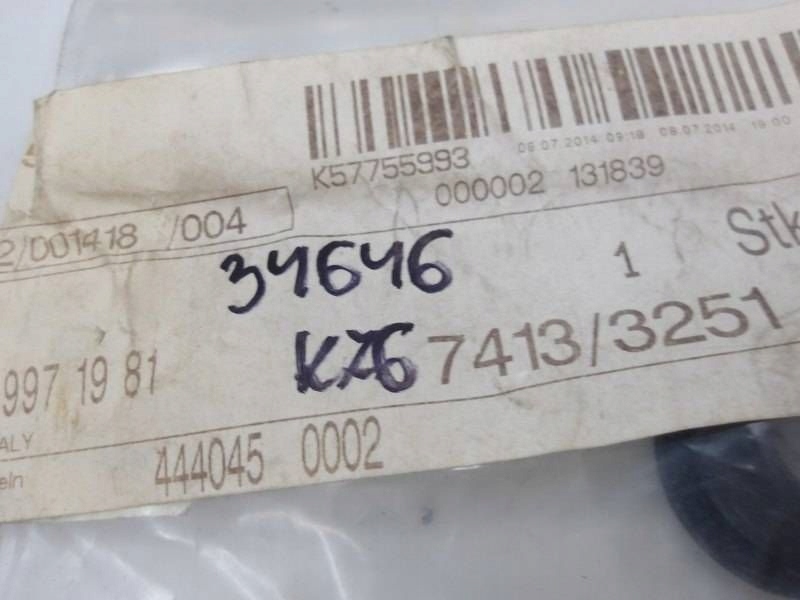 K57755993
08.07.2014 09:18 08.07.2014 19:00
000002 131839
2/001418 /004
34646
1 Stk
7413/3251
997 19 81
ALY
444045 0002
eln